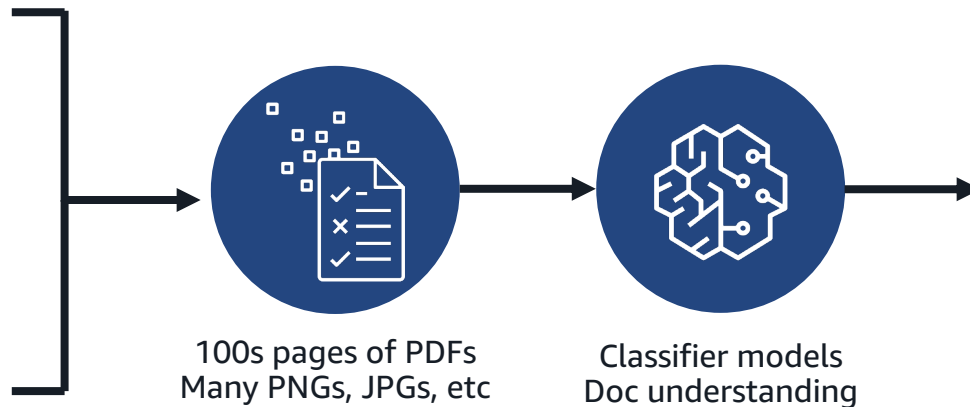 100s pages of PDFs
Many PNGs, JPGs, etc
Classifier models
Doc understanding